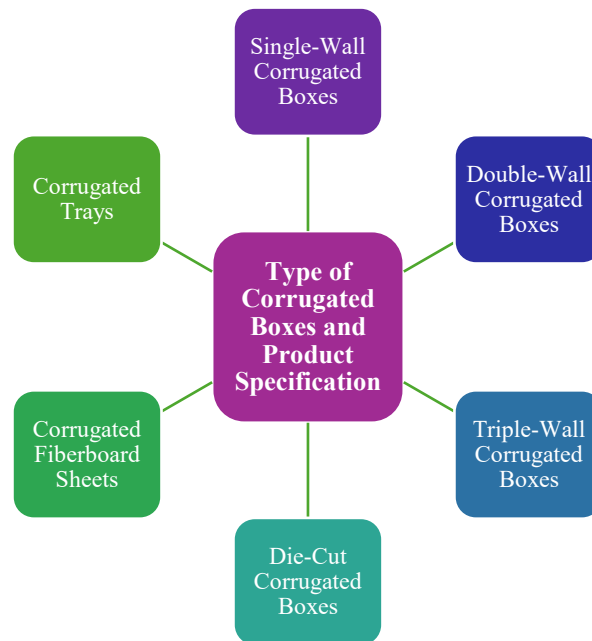 Single-Wall
Corrugated
Boxes
Corrugated
Trays
Double-Wall
Corrugated
Boxes
Type of
Corrugated
Boxes and
Product
Specification
Corrugated
Fiberboard
Sheets
Triple-Wall
Corrugated
Boxes
Die-Cut
Corrugated
Boxes